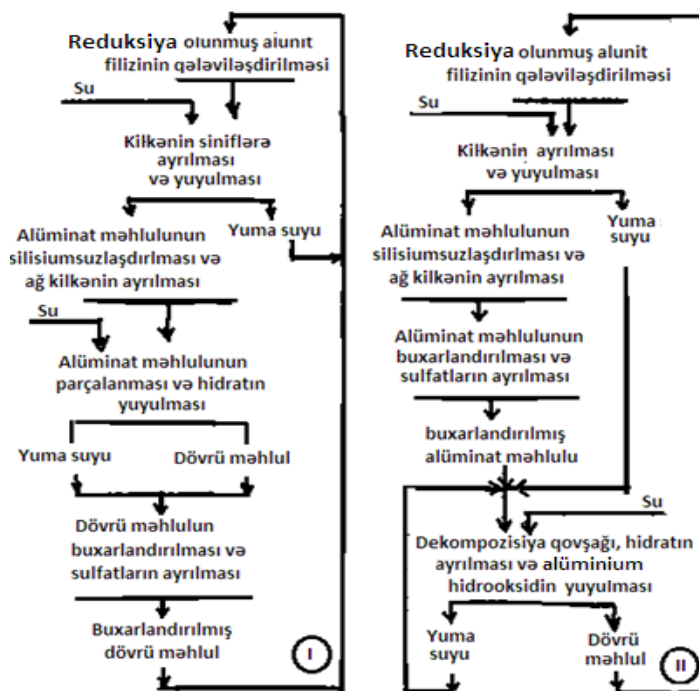 Reduksiya olunmuş alunit
filizinin qələviləşdirilməsi
Su
Kilkənin siniflərə
ayrılması
və yuyulması
Alüminat məhlulunun
silisiumsuzlaşdırlması və
ağ kilkənin ayrılması
Yuma suyu
Su
Alüminat məhlulunun
parçalanması və hidratın
yuyulması
Yuma suyu
Dövrü məhlul
Dövrü məhlulun
buxarlandırılması və
sulfatların ayrılması
Buxarlandırılmış
dövrü məhlul
I
Reduksiya olunmuş alunit
filizinin qələviləşdirilməsi
Su
Kilkənin ayrılması
və yuyulması
Alüminat məhlulunun
silisiumsuzlaşdırlması və
ağ kilkənin ayrılması
Yuma
suyu
Alüminat məhlulunun
buxarlandırılması və
sulfatların ayrılması
buxarlandırılmış
alüminat məhlulu
Su
Dekompozisiya qovşağı, hidratın
ayrılması və alüminium
hidrooksidin yuyulması
Yuma
suyu
Dövrü
məhlul
II